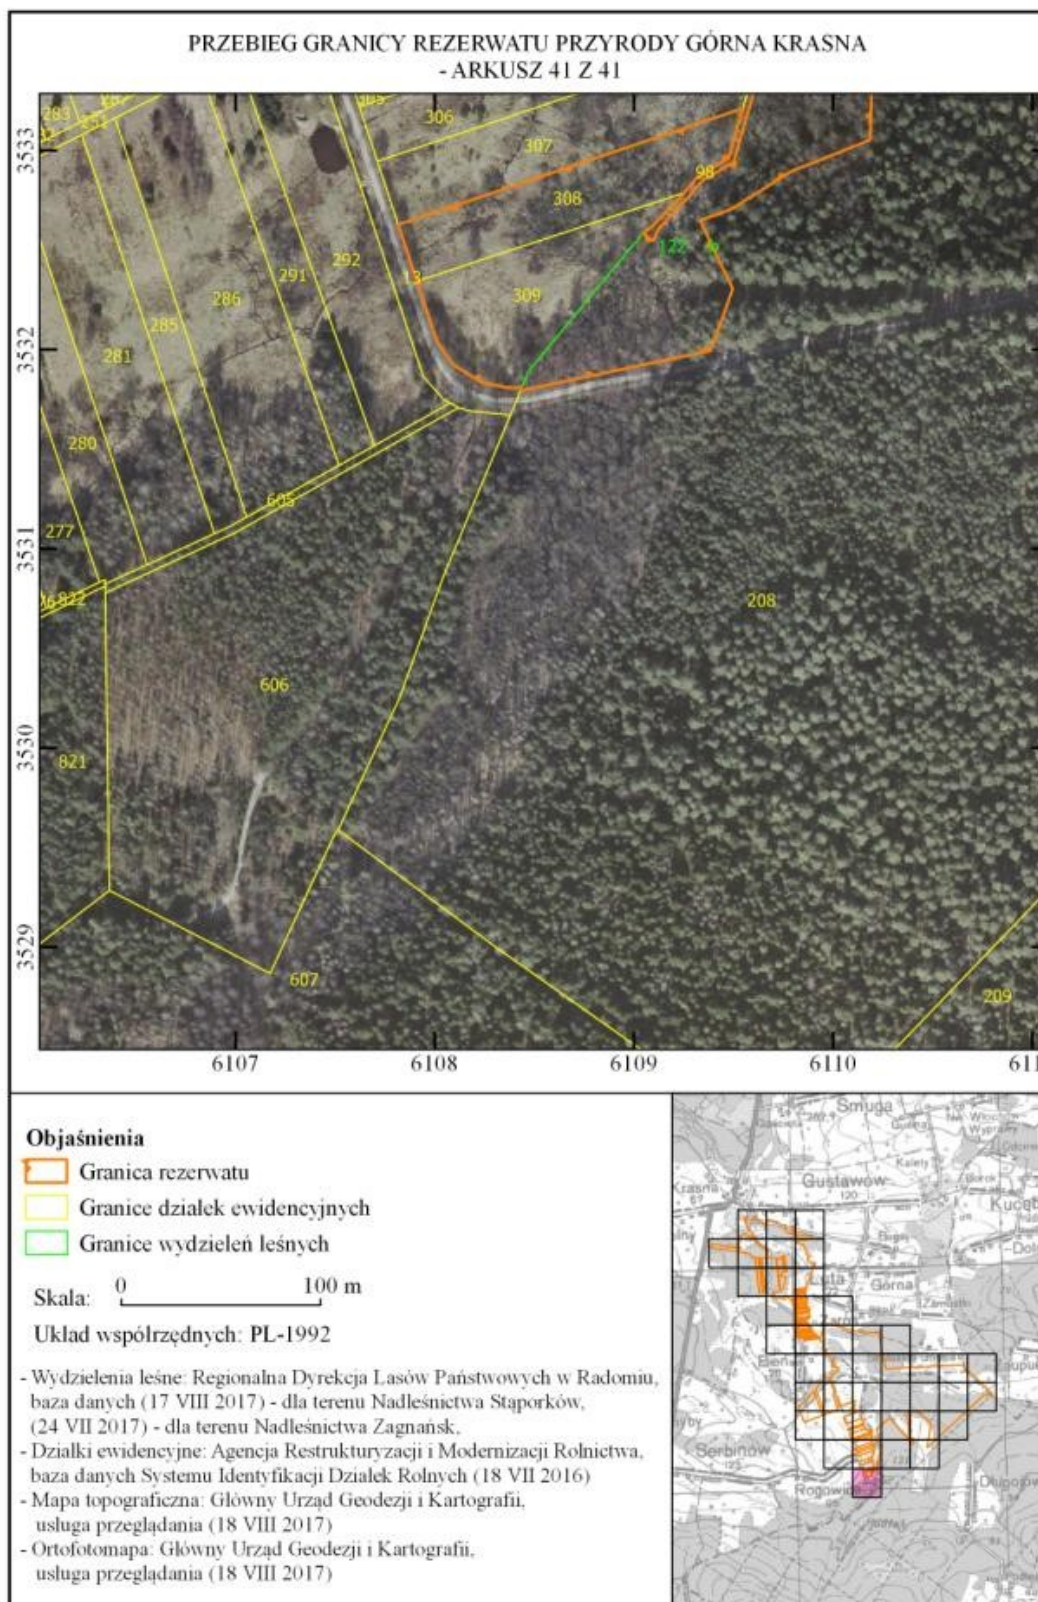 PRZEBIEG GRANICY REZERWATU PRZYRODY GÓRNA KRASNA
- ARKUSZ 41 Z 41
283
306
307
98
308
122
292
13
291
309
286
285
281
280
605
277
822
208
606
821
607
209
3533
3532
3531
3530
3529
6107
6108
6109
6110
Objaśnienia
Granica rezerwatu
Granice działek ewidencyjnych
Granice wydzieleń leśnych
0 100 m
Skala:
Układ współrzędnych: PL-1992
- Wydzielenia leśne: Regionalna Dyrekcja Lasów Państwowych w Radomiu,
baza danych (17 VIII 2017) - dla terenu Nadleśnictwa Stąporków,
(24 VII 2017) - dla terenu Nadleśnictwa Zagnańsk,
- Działki ewidencyjne: Agencja Restrukturyzacji i Modernizacji Rolnictwa,
baza danych Systemu Identyfikacji Działek Rolnych (18 VII 2016)
- Mapa topograficzna: Główny Urząd Geodezji i Kartografii,
usługa przeglądania (18 VIII 2017)
- Ortofotomapa: Główny Urząd Geodezji i Kartografii,
usługa przeglądania (18 VIII 2017)
Smuga
Kalety
Krasna
Gustawów
120
Luta
Górna
Serbinów
Rogowice